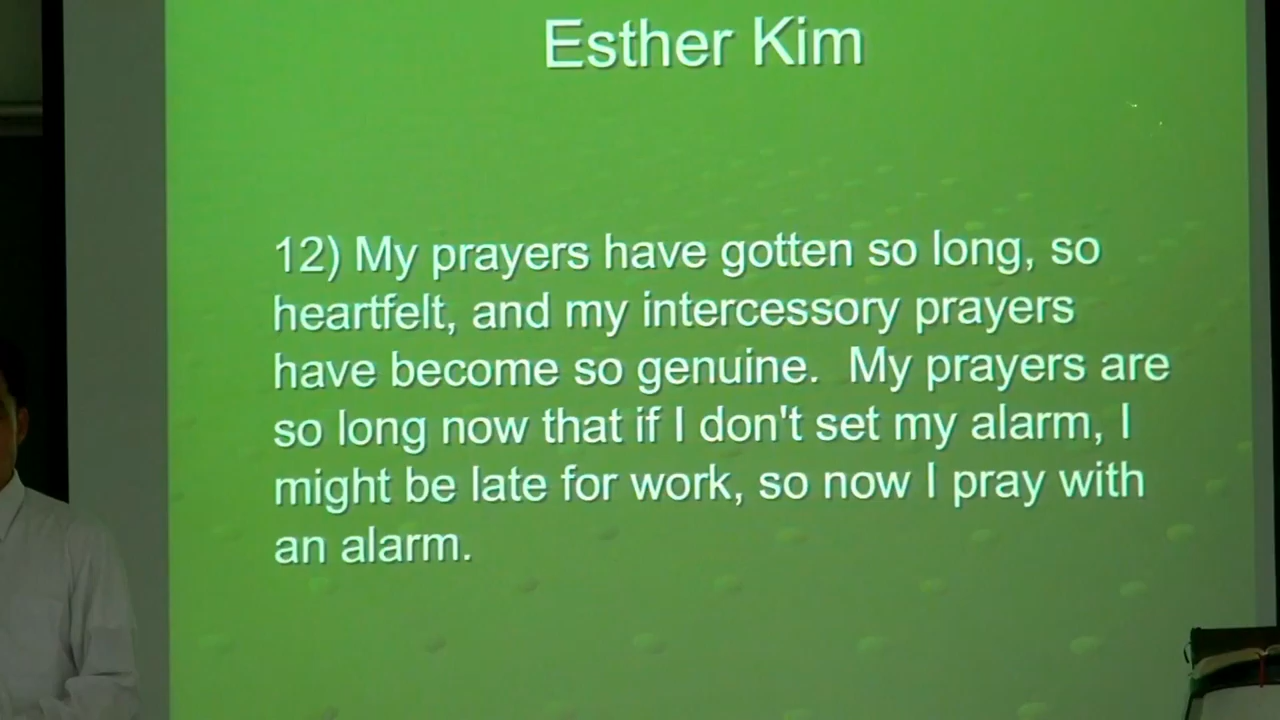 Esther Kim
12) My prayers have gotten so long, so
heartfelt, and my intercessory prayers
have become so genuine.  My prayers are
so long now that if I don't set my alarm, I
might be late for work, so now I pray with
an alarm.